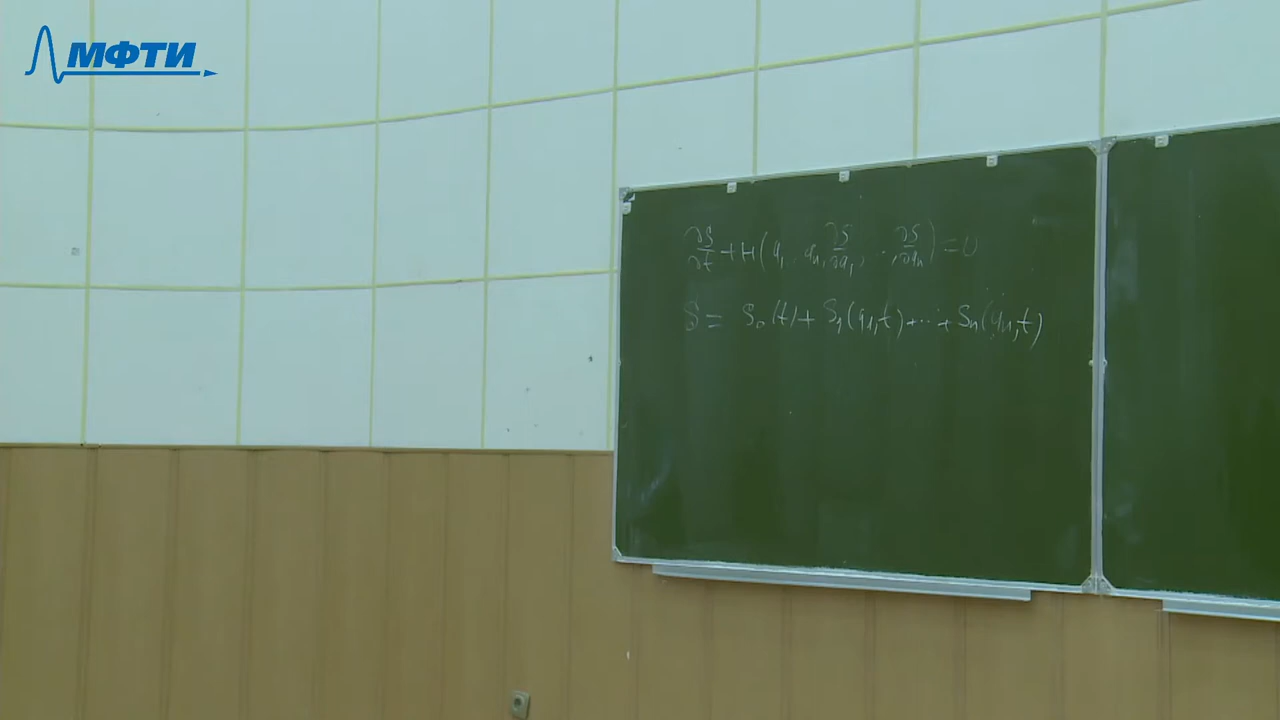 МФТИ
∂S/∂t + H(q₁, .. qₙ, ∂S/∂q₁, .. , ∂S/∂qₙ) = 0
S = S₀(t) + S₁(q₁,t) + ... + Sₙ(qₙ,t)